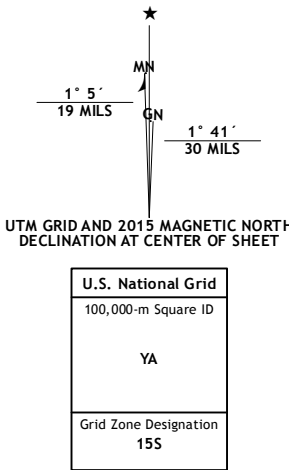 ★
MN
GN
1° 5´
19 MILS
1° 41´
30 MILS
UTM GRID AND 2015 MAGNETIC NORTH
DECLINATION AT CENTER OF SHEET
U.S. National Grid
100,000-m Square ID
YA
Grid Zone Designation
15S